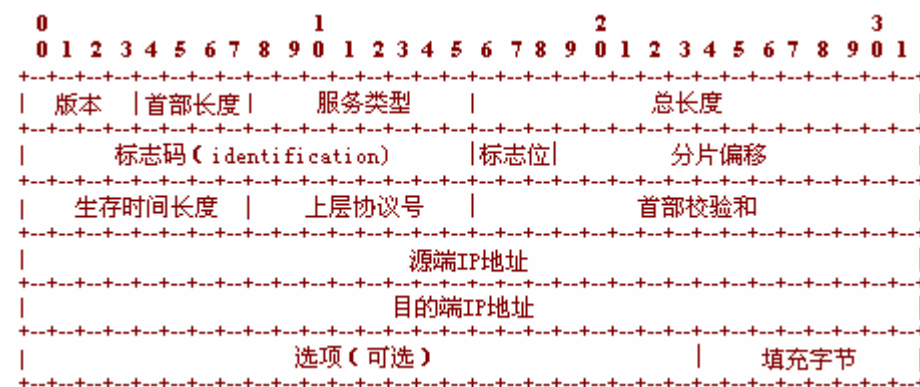 0 1 2 3
0 1 2 3 4 5 6 7 8 9 0 1 2 3 4 5 6 7 8 9 0 1 2 3 4 5 6 7 8 9 0 1
+--+--+--+--+--+--+--+--+--+--+--+--+--+--+--+--+--+--+--+--+--+--+--+--+--+--+--+--+--+--+--+--+
| 版本 |首部长度| 服务类型 | 总长度
+--+--+--+--+--+--+--+--+--+--+--+--+--+--+--+--+--+--+--+--+--+--+--+--+--+--+--+--+--+--+--+--+
| 标志码(identification) |标志位| 分片偏移
+--+--+--+--+--+--+--+--+--+--+--+--+--+--+--+--+--+--+--+--+--+--+--+--+--+--+--+--+--+--+--+--+
| 生存时间长度 | 上层协议号 | 首部校验和
+--+--+--+--+--+--+--+--+--+--+--+--+--+--+--+--+--+--+--+--+--+--+--+--+--+--+--+--+--+--+--+--+
| 源端IP地址
+--+--+--+--+--+--+--+--+--+--+--+--+--+--+--+--+--+--+--+--+--+--+--+--+--+--+--+--+--+--+--+--+
| 目的端IP地址
+--+--+--+--+--+--+--+--+--+--+--+--+--+--+--+--+--+--+--+--+--+--+--+--+--+--+--+--+--+--+--+--+
| 选项(可选) | 填充字节
+--+--+--+--+--+--+--+--+--+--+--+--+--+--+--+--+--+--+--+--+--+--+--+--+--+--+--+--+--+--+--+--+